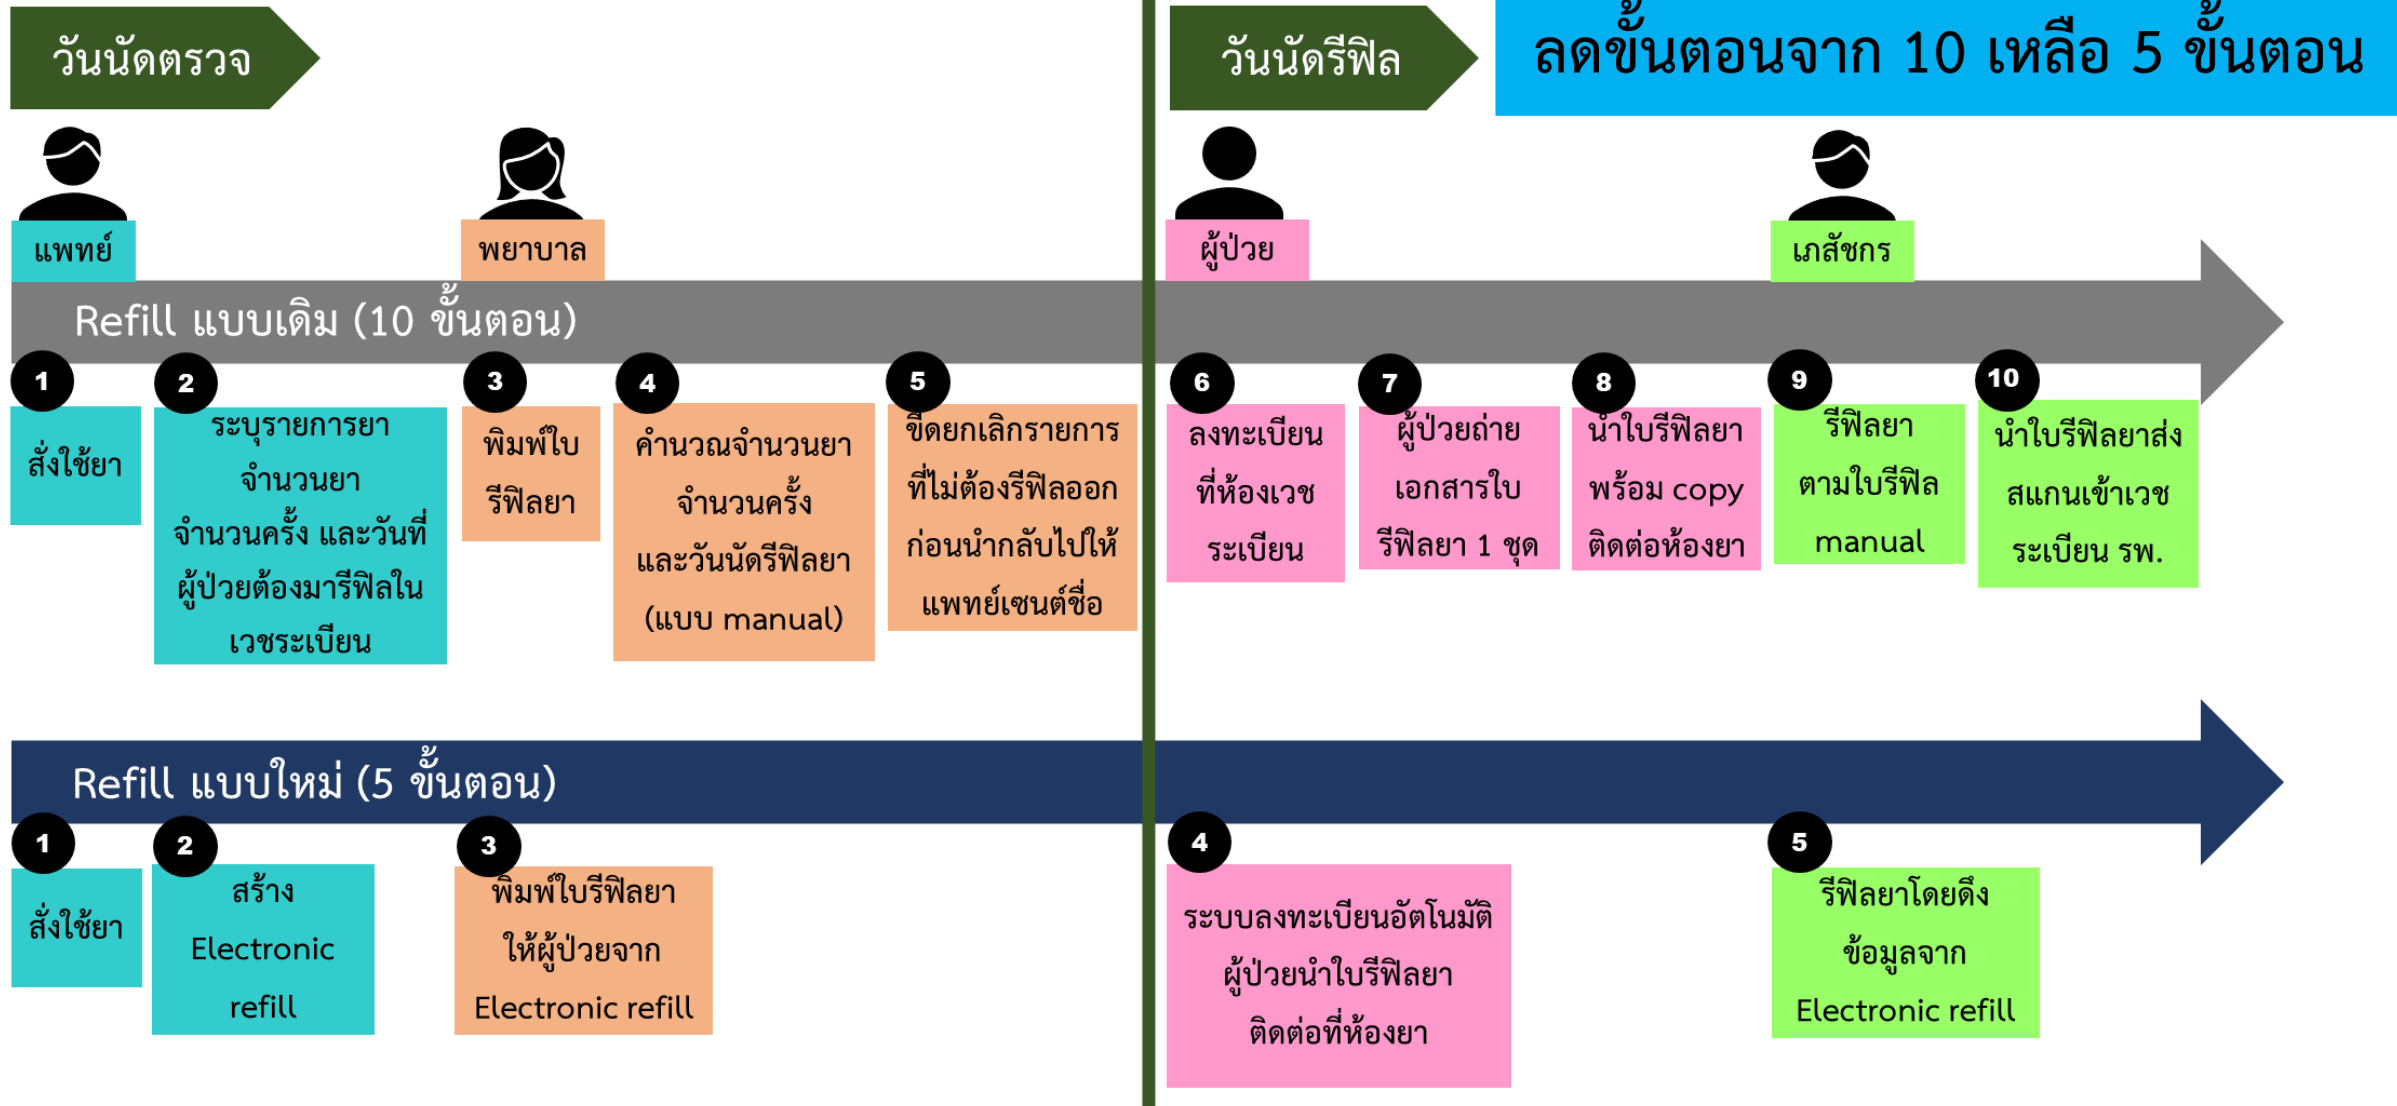 วันนัดตรวจ
วันนัดรีฟิล
ลดขั้นตอนจาก 10 เหลือ 5 ขั้นตอน
แพทย์
พยาบาล
ผู้ป่วย
เภสัชกร
Refill แบบเดิม (10 ขั้นตอน)
1
สั่งใช้ยา
2
ระบุรายการยา
จำนวนยา
จำนวนครั้ง และวันที่
ผู้ป่วยต้องมารีฟิลใน
เวชระเบียน
3
พิมพ์ใบ
รีฟิลยา
4
คำนวณจำนวนยา
จำนวนครั้ง
และวันนัดรีฟิลยา
(แบบ manual)
5
ขีดยกเลิกรายการ
ที่ไม่ต้องรีฟิลออก
ก่อนนำกลับไปให้
แพทย์เซนต์ชื่อ
6
ลงทะเบียน
ที่ห้องเวช
ระเบียน
7
ผู้ป่วยถ่าย
เอกสารใบ
รีฟิลยา 1 ชุด
8
นำใบรีฟิลยา
พร้อม copy
ติดต่อห้องยา
9
รีฟิลยา
ตามใบรีฟิล
manual
10
นำใบรีฟิลยาส่ง
สแกนเข้าเวช
ระเบียน รพ.
Refill แบบใหม่ (5 ขั้นตอน)
1
สั่งใช้ยา
2
สร้าง
Electronic
refill
3
พิมพ์ใบรีฟิลยา
ให้ผู้ป่วยจาก
Electronic refill
4
ระบบลงทะเบียนอัตโนมัติ
ผู้ป่วยนำใบรีฟิลยา
ติดต่อที่ห้องยา
5
รีฟิลยาโดยดึง
ข้อมูลจาก
Electronic refill